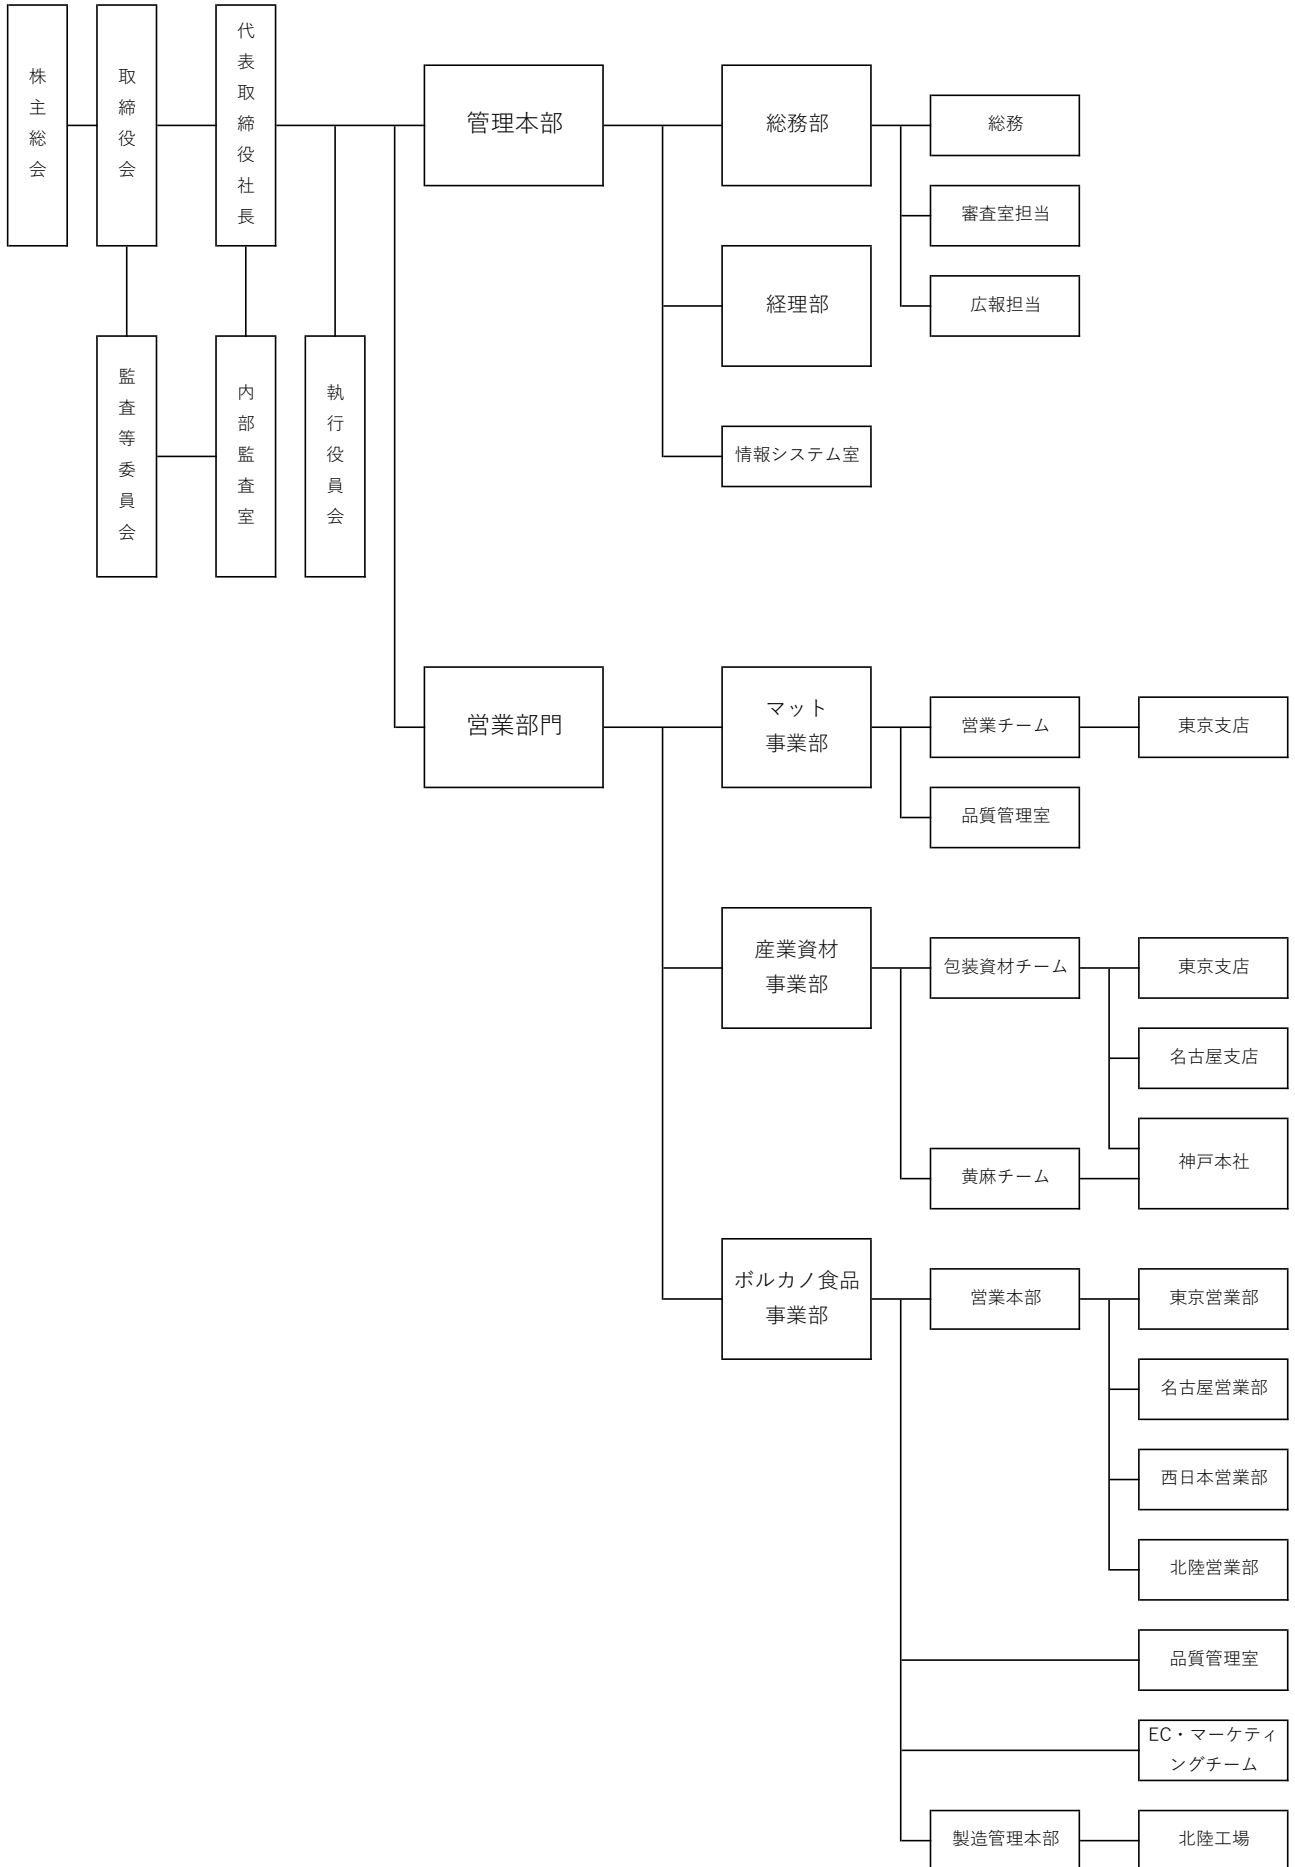 株主総会
取締役会
代表取締役社長
監査等委員会
内部監査室
執行役員会
管理本部
総務部
総務
審査室担当
広報担当
経理部
情報システム室
営業部門
マット
事業部
営業チーム
東京支店
品質管理室
産業資材
事業部
包装資材チーム
東京支店
名古屋支店
神戸本社
黄麻チーム
ボルカノ食品
事業部
営業本部
東京営業部
名古屋営業部
西日本営業部
北陸営業部
品質管理室
EC・マーケティ
ングチーム
製造管理本部
北陸工場